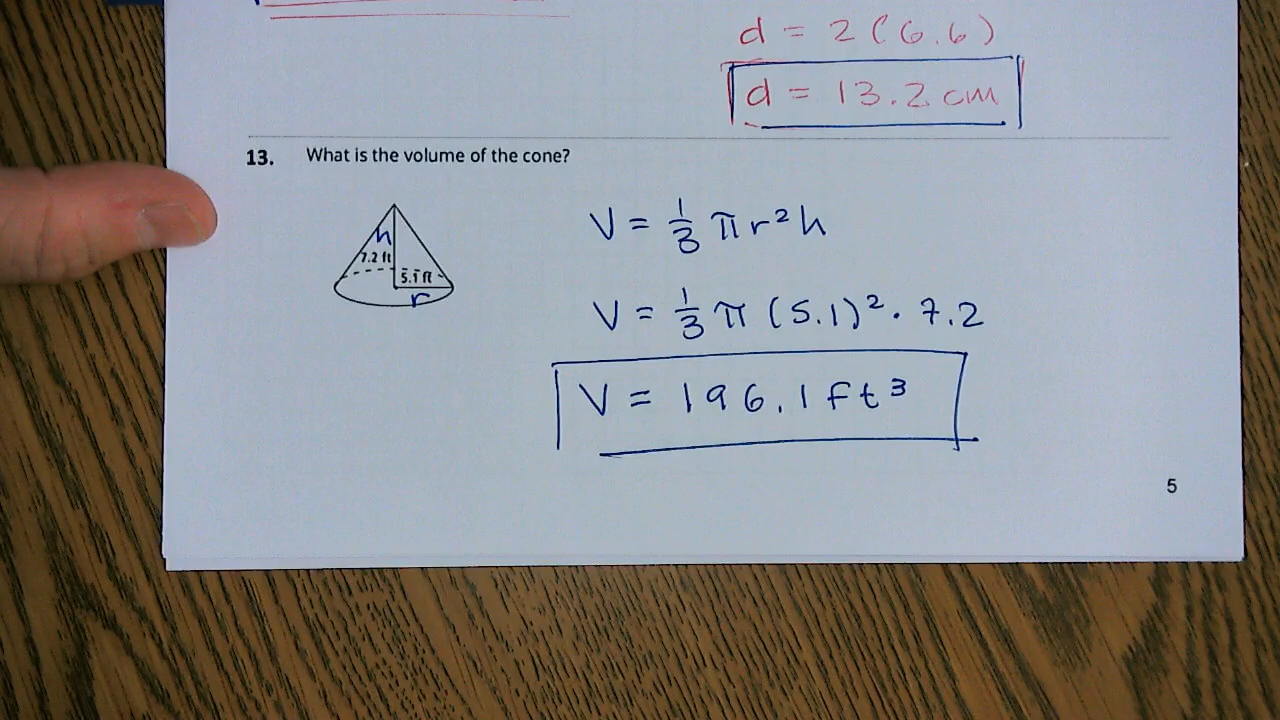 d = 2(6.6)
d = 13.2 cm
13. What is the volume of the cone?
h
7.2 ft
5.1 ft
r
V = 1/3 π r² h
V = 1/3 π (5.1)² · 7.2
V = 196.1 ft³
5